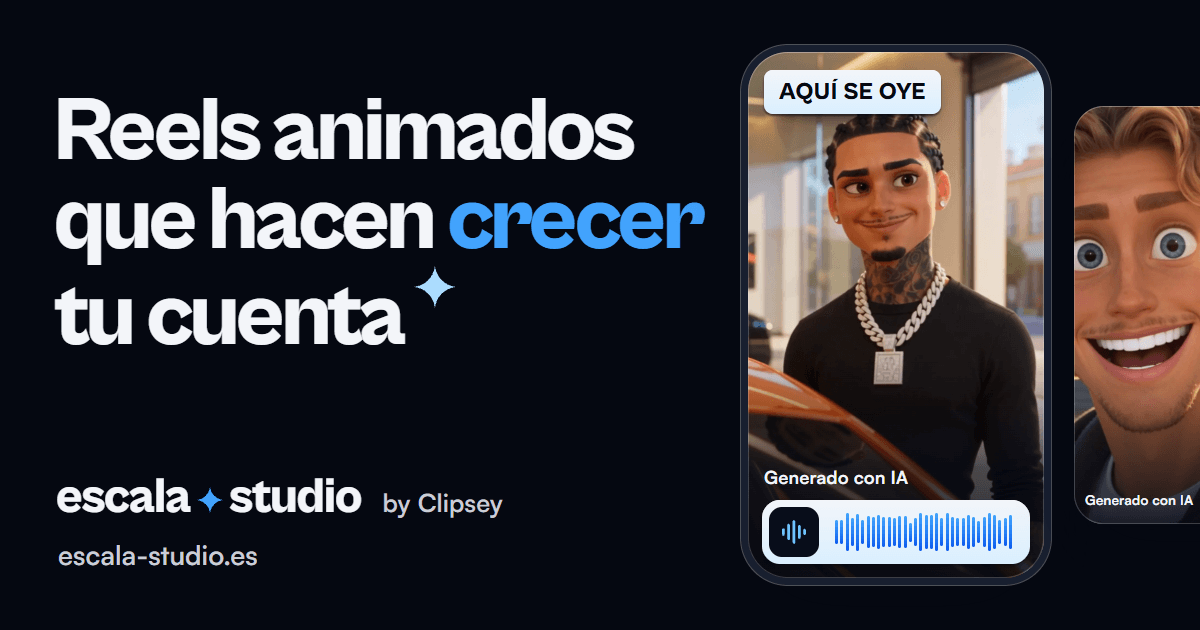 Reels animados
que hacen crecer
tu cuenta
escala studio by Clipsey
escala-studio.es
AQUÍ SE OYE
Generado con IA
Generado con IA